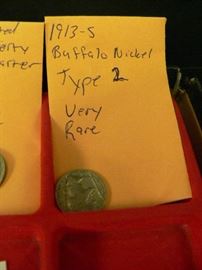 1913-S
Buffalo Nickel
Type 2
Very
Rare